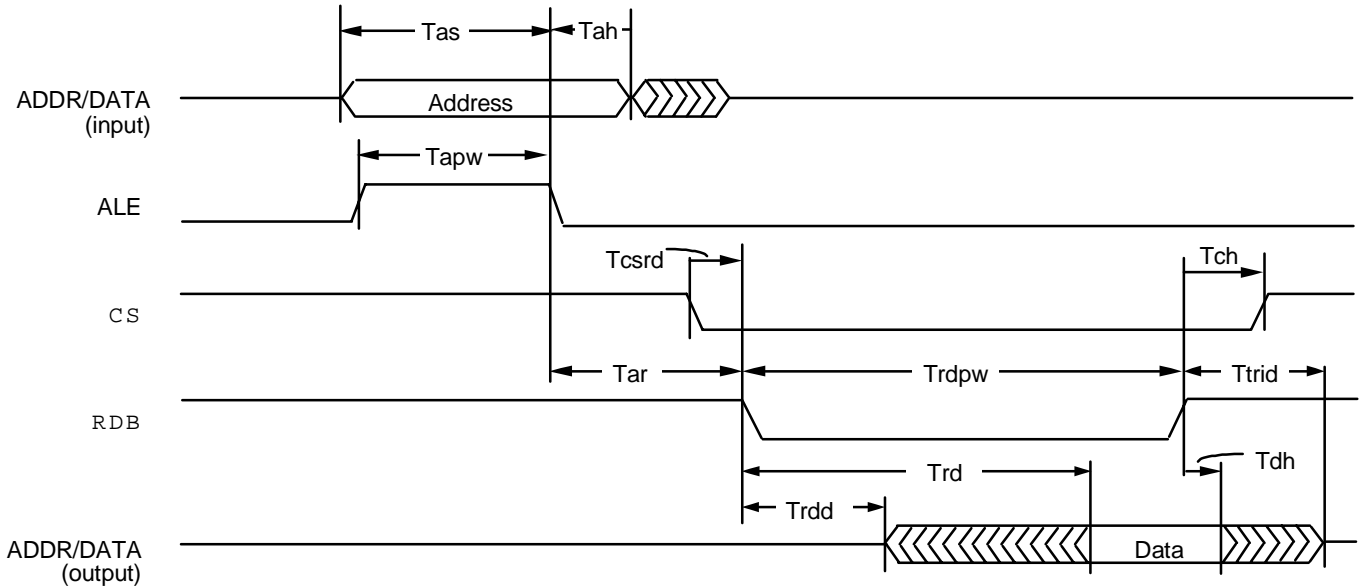 Tas
Tah
ADDR/DATA
(input)
Address
Tapw
ALE
Tcsrd
Tch
CS
Tar
Trdpw
Ttrid
RDB
Trd
Tdh
Trdd
ADDR/DATA
(output)
Data